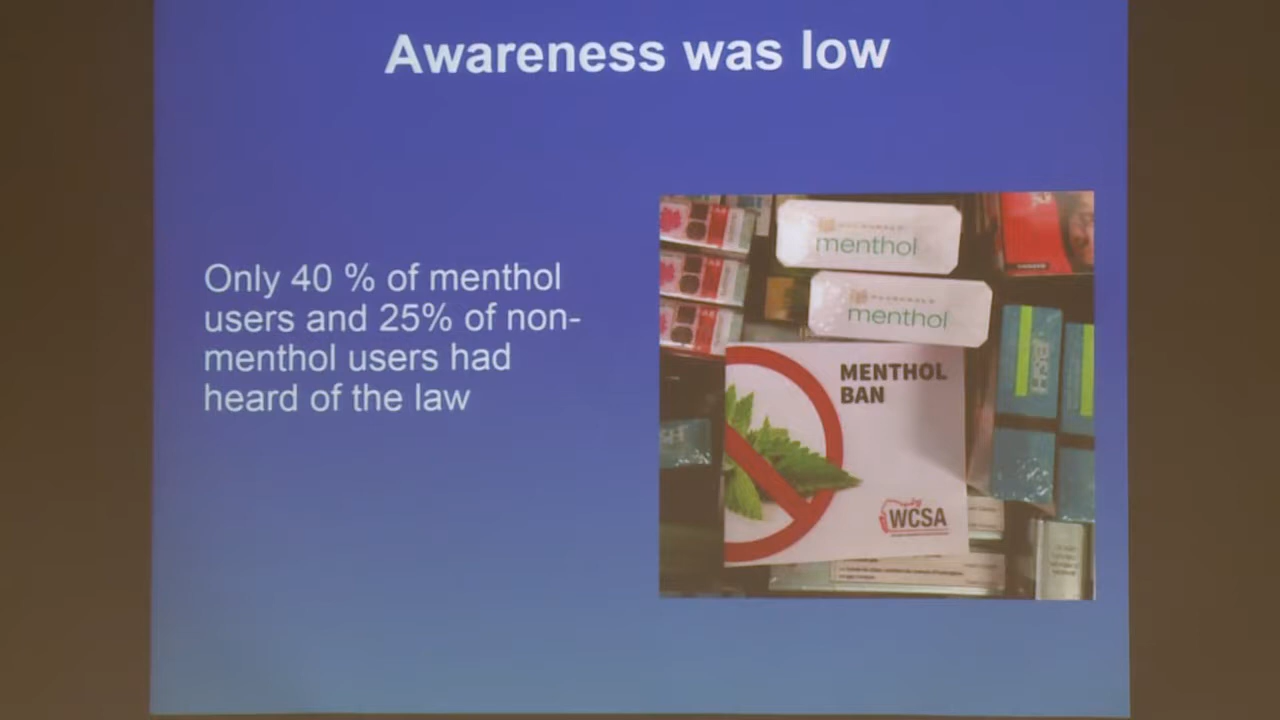 Awareness was low
Only 40 % of menthol
users and 25% of non-
menthol users had
heard of the law
menthol
menthol
MENTHOL
BAN
WCSA
B&H